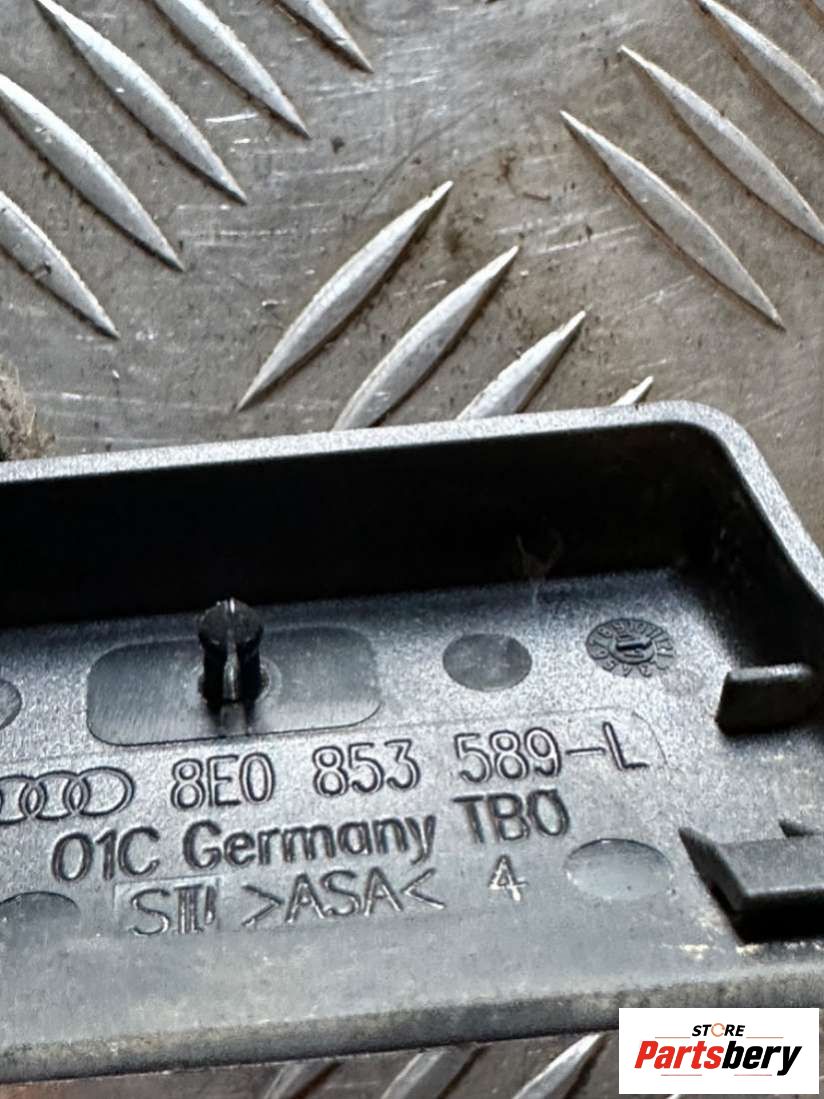 8E0 853 589-L
01C Germany TBO
>ASA< 4
STORE
Partsbery